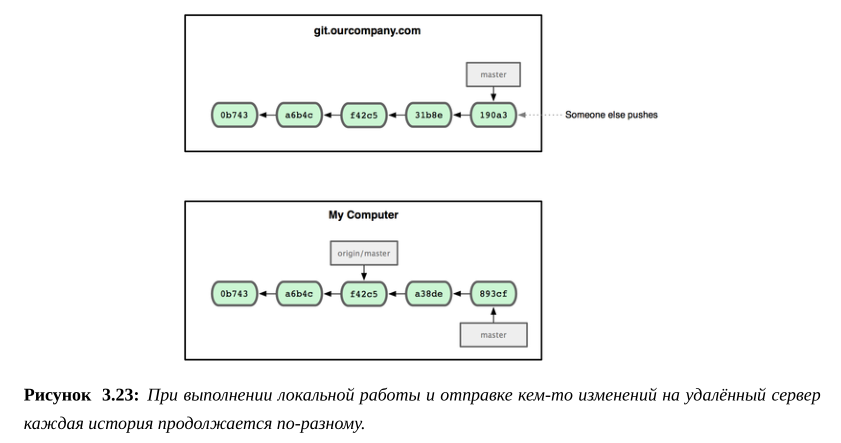 git.ourcompany.com
master
0b743 a6b4c f42c5 31b8e 190a3 Someone else pushes
My Computer
origin/master
0b743 a6b4c f42c5 a38de 893cf
master
Рисунок 3.23: При выполнении локальной работы и отправке кем-то изменений на удалённый сервер
каждая история продолжается по-разному.